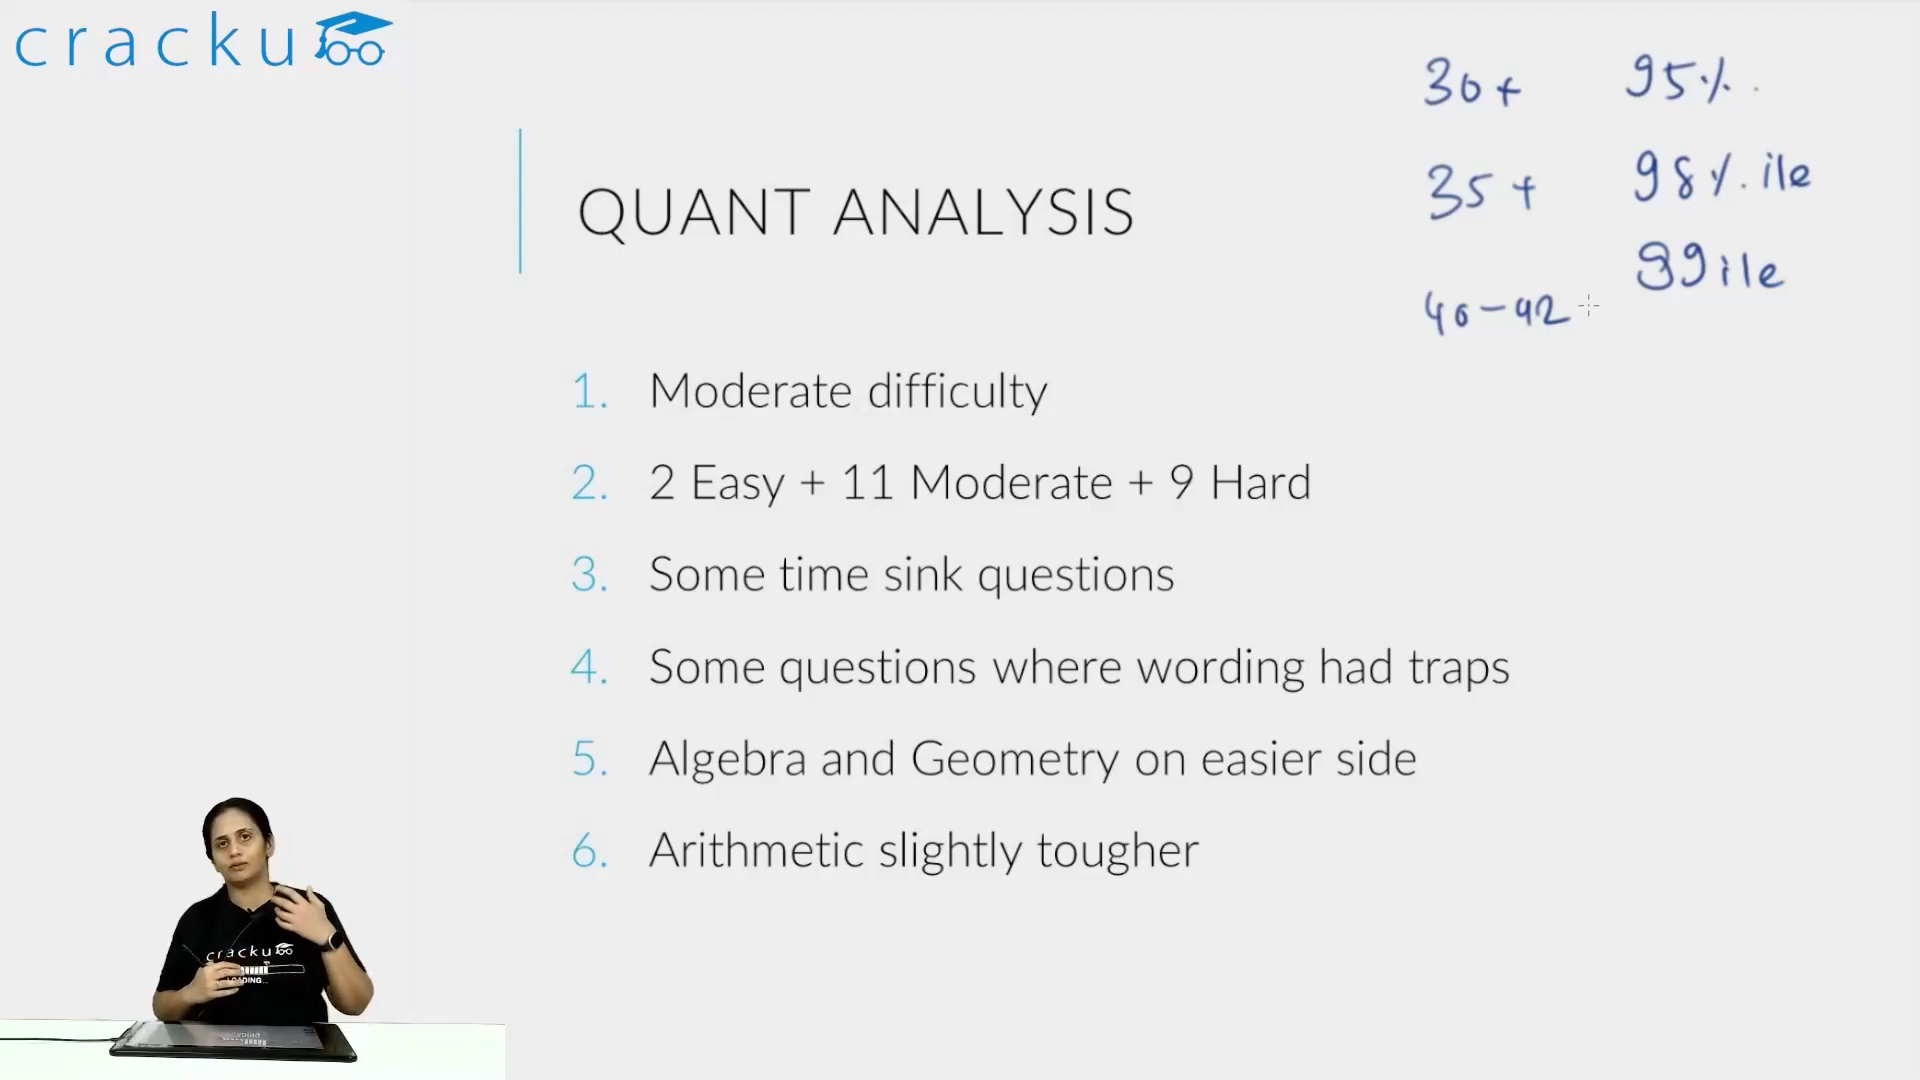 cracku
30+ 95%.
35+ 98%.ile
99ile
40-42
QUANT ANALYSIS
1. Moderate difficulty
2. 2 Easy + 11 Moderate + 9 Hard
3. Some time sink questions
4. Some questions where wording had traps
5. Algebra and Geometry on easier side
6. Arithmetic slightly tougher
cracku
LOADING...